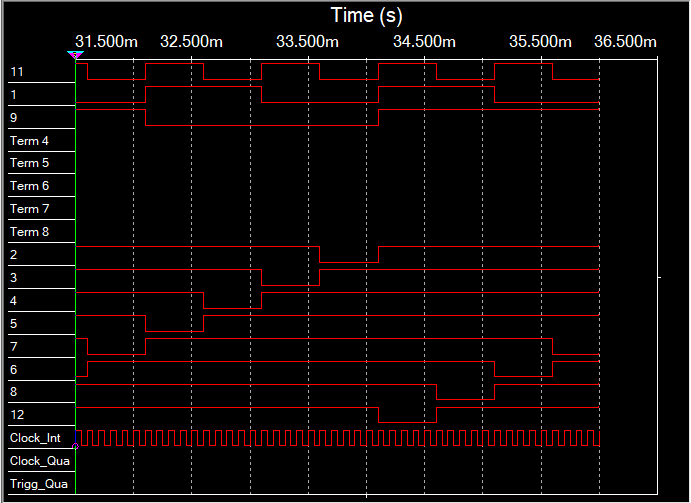 Time (s)
31.500m 32.500m 33.500m 34.500m 35.500m 36.500m
11
1
9
Term 4
Term 5
Term 6
Term 7
Term 8
2
3
4
5
7
6
8
12
Clock_Int
Clock_Qua
Trigg_Qua